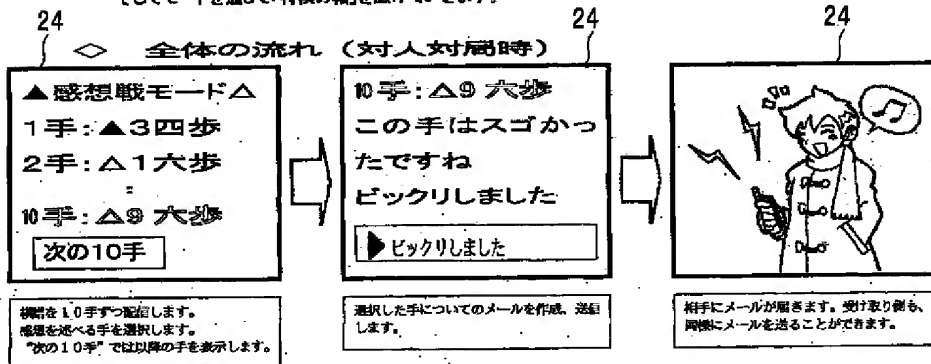 24
24
24
◇ 全体の流れ（対人対局時）
▲感想戦モード△
1手:▲3四歩
2手:△1六歩
:
10手:△9六歩
次の10手
10手:△9六歩
この手はスゴかっ
たですね
ビックリしました
▶ビックリしました
♪
棋譜を10手ずつ配信します。
感想を述べる手を選択します。
"次の10手"では以降の手を表示します。
選択した手についてのメールを作成、送信
します。
相手にメールが届きます。受け取り側も、
同様にメールを送ることができます。